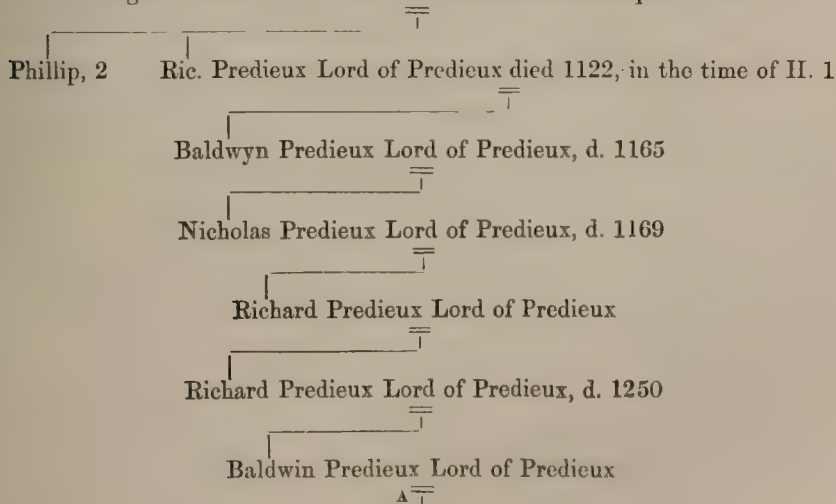 Phillip, 2 Ric. Predieux Lord of Predieux died 1122, in the time of H. 1
Baldwyn Predieux Lord of Predieux, d. 1165
Nicholas Predieux Lord of Predieux, d. 1169
Richard Predieux Lord of Predieux
Richard Predieux Lord of Predieux, d. 1250
Baldwin Predieux Lord of Predieux
A